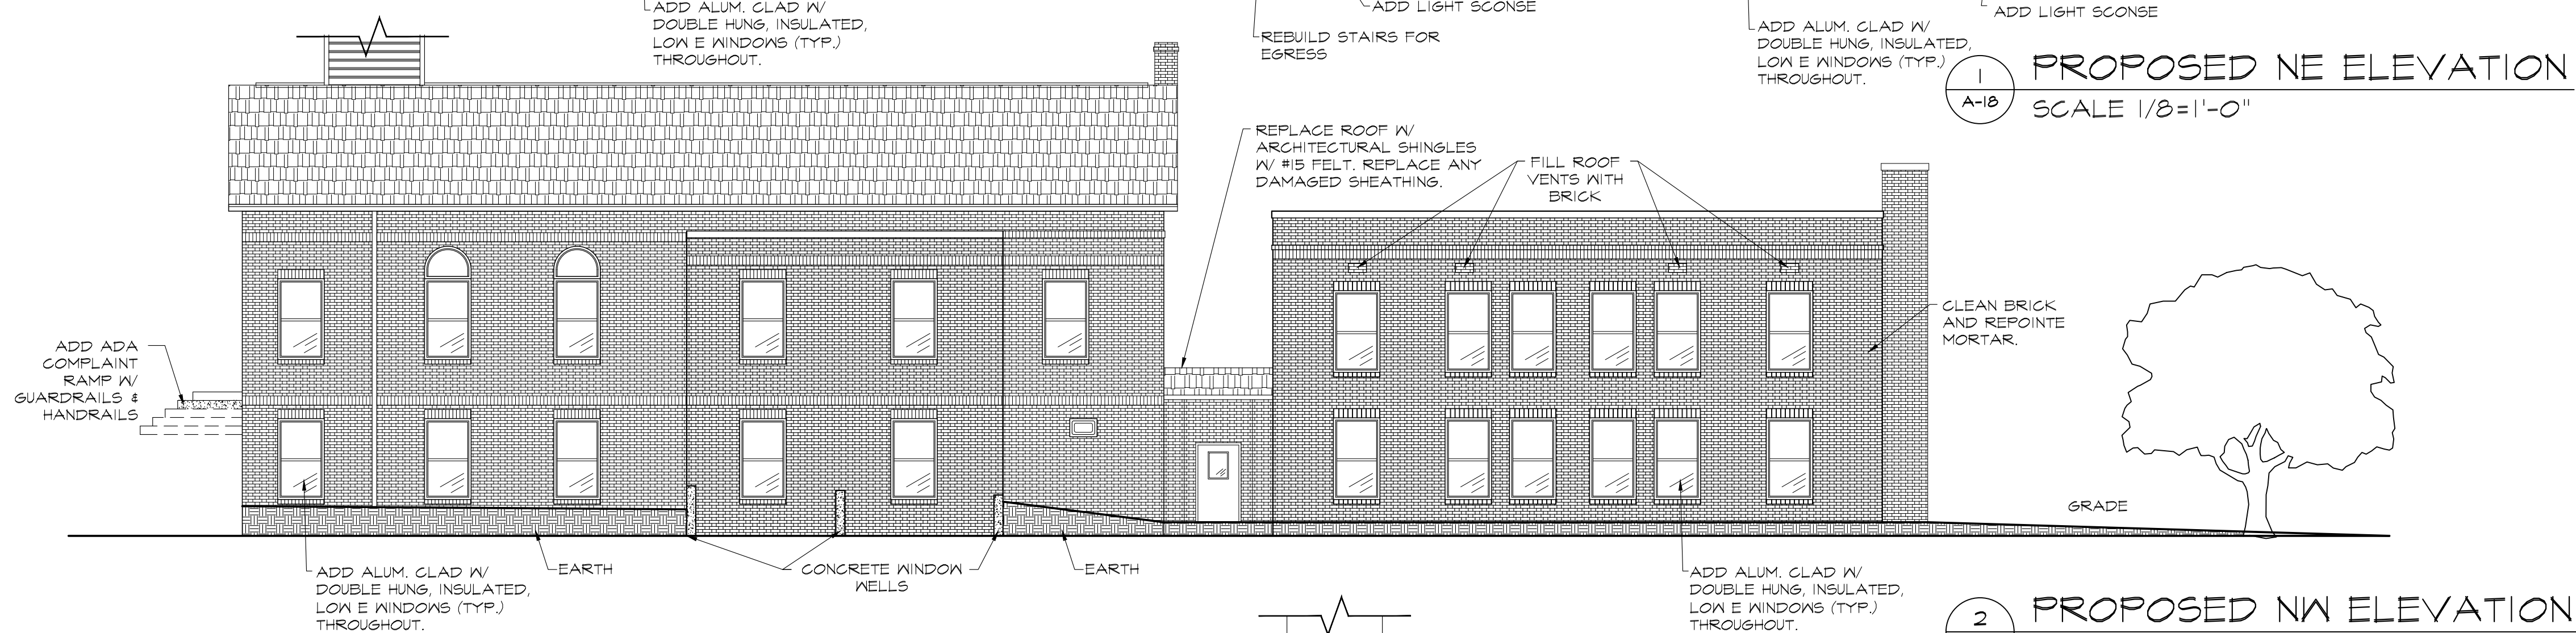 ADD ALUM. CLAD W/
DOUBLE HUNG, INSULATED,
LOW E WINDOWS (TYP.)
THROUGHOUT.
REBUILD STAIRS FOR
EGRESS
ADD LIGHT SCONSE
ADD ALUM. CLAD W/
DOUBLE HUNG, INSULATED,
LOW E WINDOWS (TYP.)
THROUGHOUT.
ADD LIGHT SCONSE
1
A-18
PROPOSED NE ELEVATION
SCALE 1/8=1'-0"
REPLACE ROOF W/
ARCHITECTURAL SHINGLES
W/ #15 FELT. REPLACE ANY
DAMAGED SHEATHING.
FILL ROOF
VENTS WITH
BRICK
CLEAN BRICK
AND REPOINTE
MORTAR.
ADD ADA
COMPLAINT
RAMP W/
GUARDRAILS &
HANDRAILS
GRADE
ADD ALUM. CLAD W/
DOUBLE HUNG, INSULATED,
LOW E WINDOWS (TYP.)
THROUGHOUT.
EARTH
CONCRETE WINDOW
WELLS
EARTH
ADD ALUM. CLAD W/
DOUBLE HUNG, INSULATED,
LOW E WINDOWS (TYP.)
THROUGHOUT.
2
PROPOSED NW ELEVATION